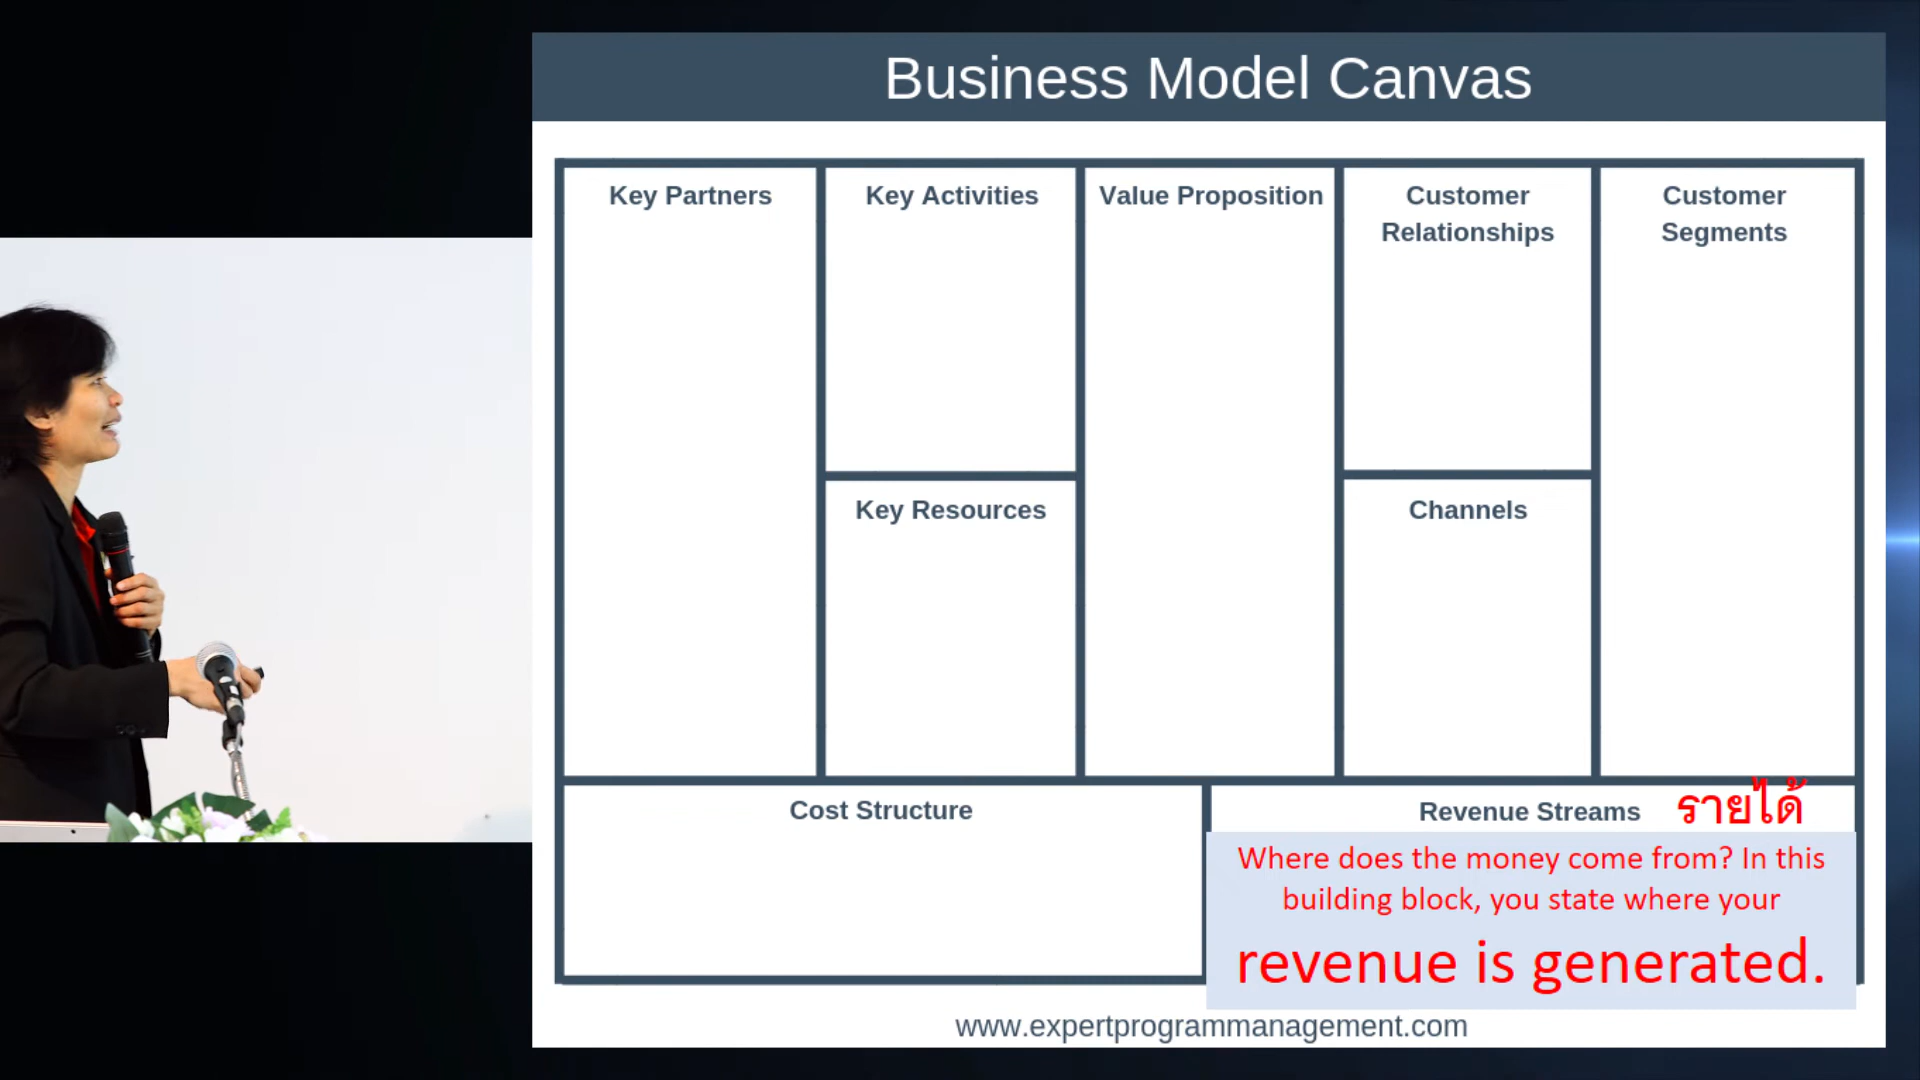 Business Model Canvas
Key Partners
Key Activities
Value Proposition
Customer
Relationships
Customer
Segments
Key Resources
Channels
Cost Structure
Revenue Streams
รายได้
Where does the money come from? In this
building block, you state where your
revenue is generated.
www.expertprogrammanagement.com